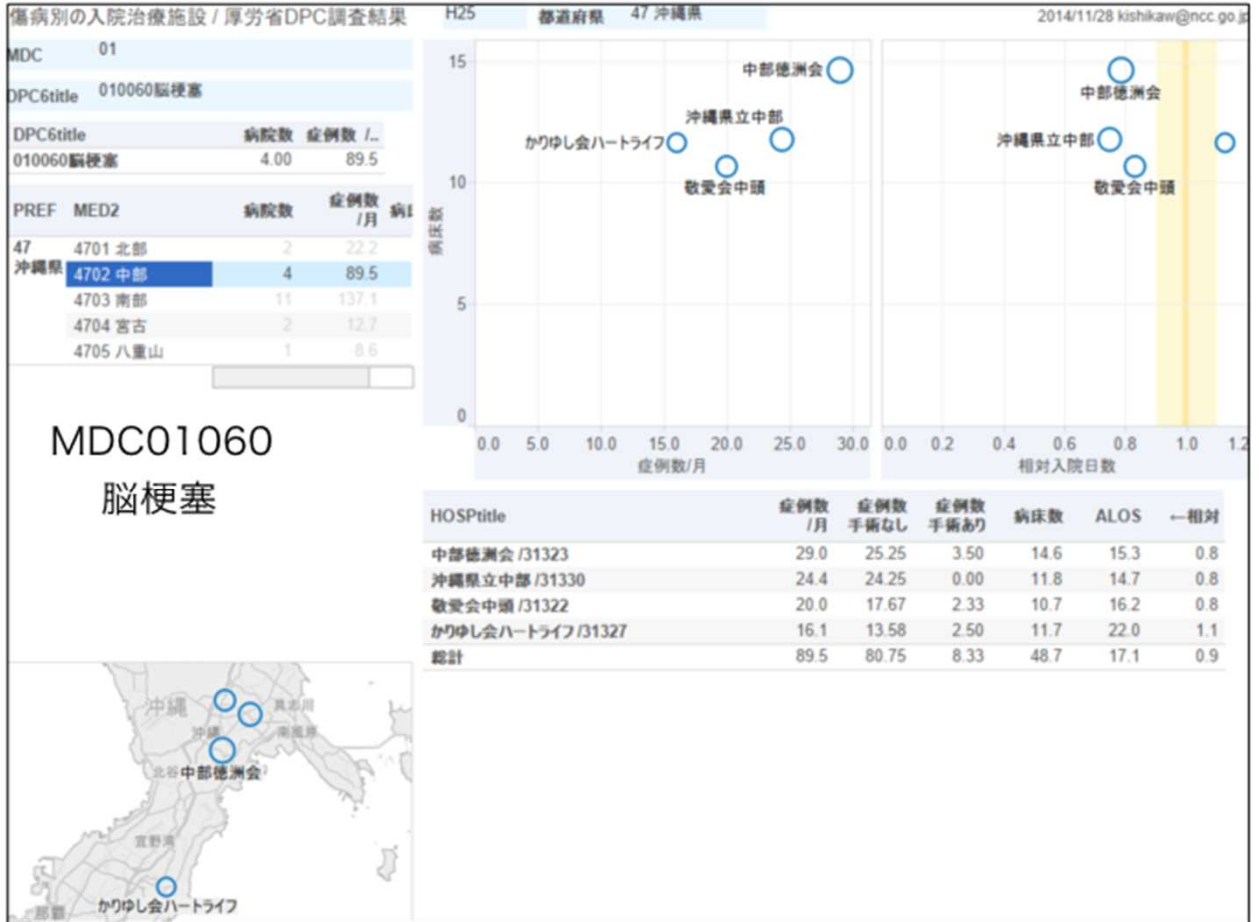 傷病別の入院治療施設 / 厚労省DPC調査結果
H25 都道府県 47 沖縄県
2014/11/28 kishikaw@ncc.go.jp
MDC 01
DPC6title 010060脳梗塞
DPC6title 病院数 症例数 /..
010060脳梗塞 4.00 89.5
PREF MED2 病院数 症例数 /月
47 沖縄県 4701 北部 2 22.2
4702 中部 4 89.5
4703 南部 11 137.1
4704 宮古 2 12.7
4705 八重山 1 8.6
MDC01060
脳梗塞
病床数
15
10
5
0
中部徳洲会
沖縄県立中部
かりゆし会ハートライフ
敬愛会中頭
0.0 5.0 10.0 15.0 20.0 25.0 30.0
症例数/月
中部徳洲会
沖縄県立中部
敬愛会中頭
0.0 0.2 0.4 0.6 0.8 1.0 1.2
相対入院日数
HOSPtitle 症例数 /月 症例数 手術なし 症例数 手術あり 病床数 ALOS ←相対
中部徳洲会 /31323 29.0 25.25 3.50 14.6 15.3 0.8
沖縄県立中部 /31330 24.4 24.25 0.00 11.8 14.7 0.8
敬愛会中頭 /31322 20.0 17.67 2.33 10.7 16.2 0.8
かりゆし会ハートライフ /31327 16.1 13.58 2.50 11.7 22.0 1.1
総計 89.5 80.75 8.33 48.7 17.1 0.9
沖縄
具志川
沖縄
南風原
北谷
中部徳洲会
宜野湾
かりゆし会ハートライフ
那覇